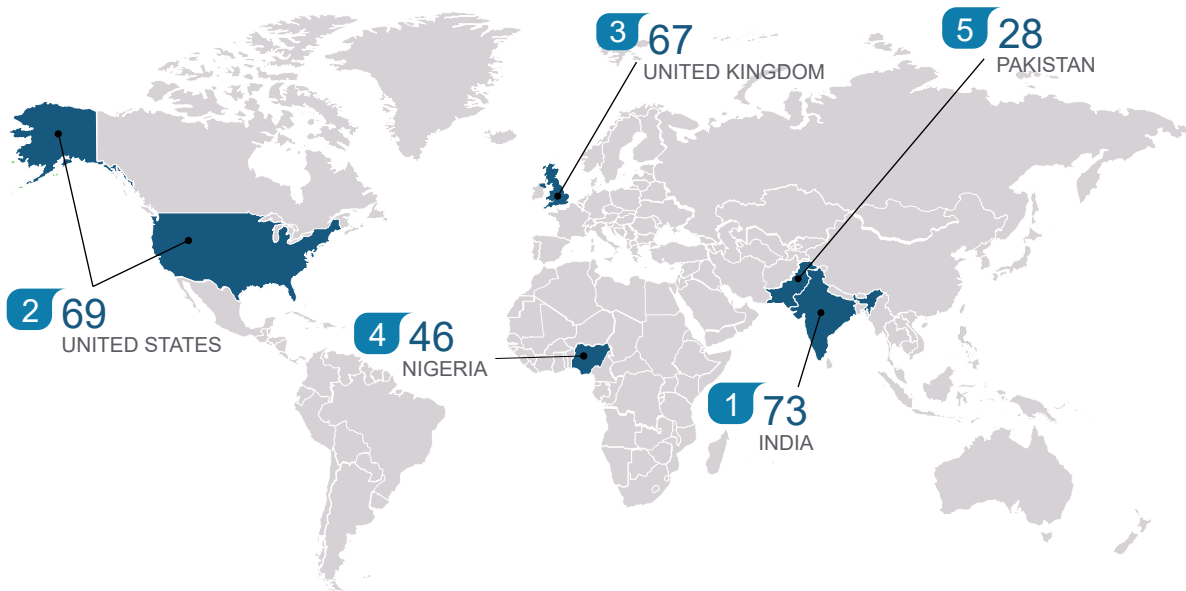 3 67
UNITED KINGDOM
5 28
PAKISTAN
2 69
UNITED STATES
4 46
NIGERIA
1 73
INDIA